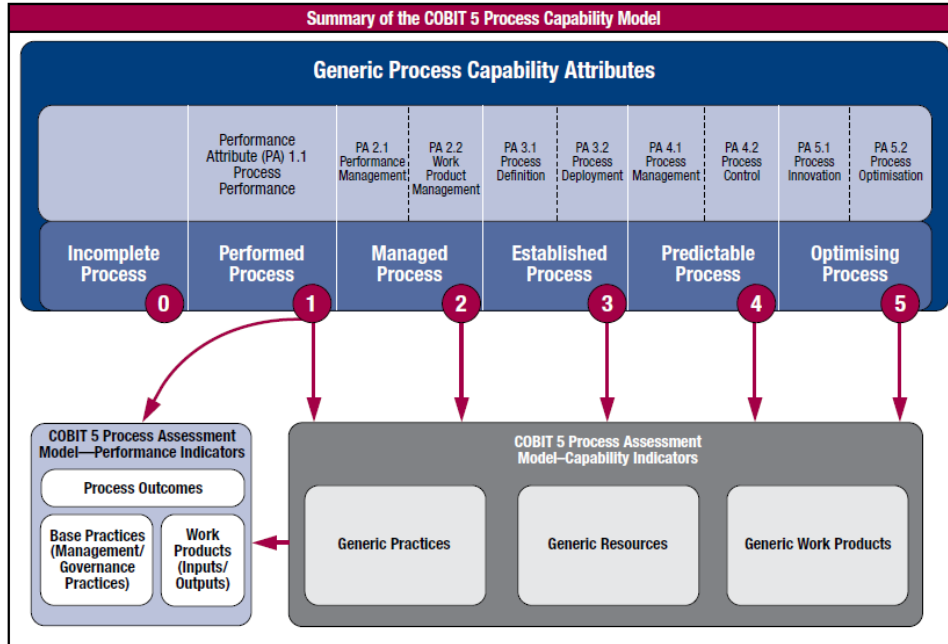 Summary of the COBIT 5 Process Capability Model
Generic Process Capability Attributes
Performance
Attribute (PA) 1.1
Process
Performance
PA 2.1
Performance
Management
PA 2.2
Work
Product
Management
PA 3.1
Process
Definition
PA 3.2
Process
Deployment
PA 4.1
Process
Management
PA 4.2
Process
Control
PA 5.1
Process
Innovation
PA 5.2
Process
Optimisation
Incomplete
Process
0
Performed
Process
1
Managed
Process
2
Established
Process
3
Predictable
Process
4
Optimising
Process
5
COBIT 5 Process Assessment
Model—Performance Indicators
Process Outcomes
Base Practices
(Management/
Governance
Practices)
Work
Products
(Inputs/
Outputs)
COBIT 5 Process Assessment
Model–Capability Indicators
Generic Practices
Generic Resources
Generic Work Products